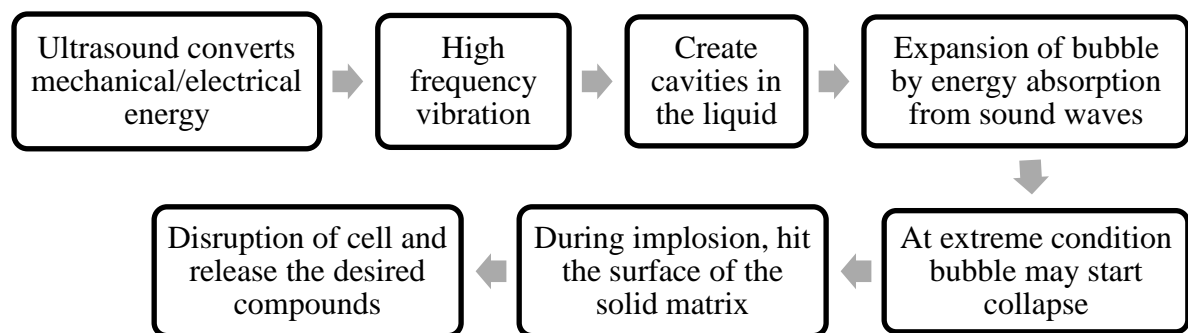 Ultrasound converts
mechanical/electrical
energy
High
frequency
vibration
Create
cavities in
the liquid
Expansion of bubble
by energy absorption
from sound waves
At extreme condition
bubble may start
collapse
During implosion, hit
the surface of the
solid matrix
Disruption of cell and
release the desired
compounds